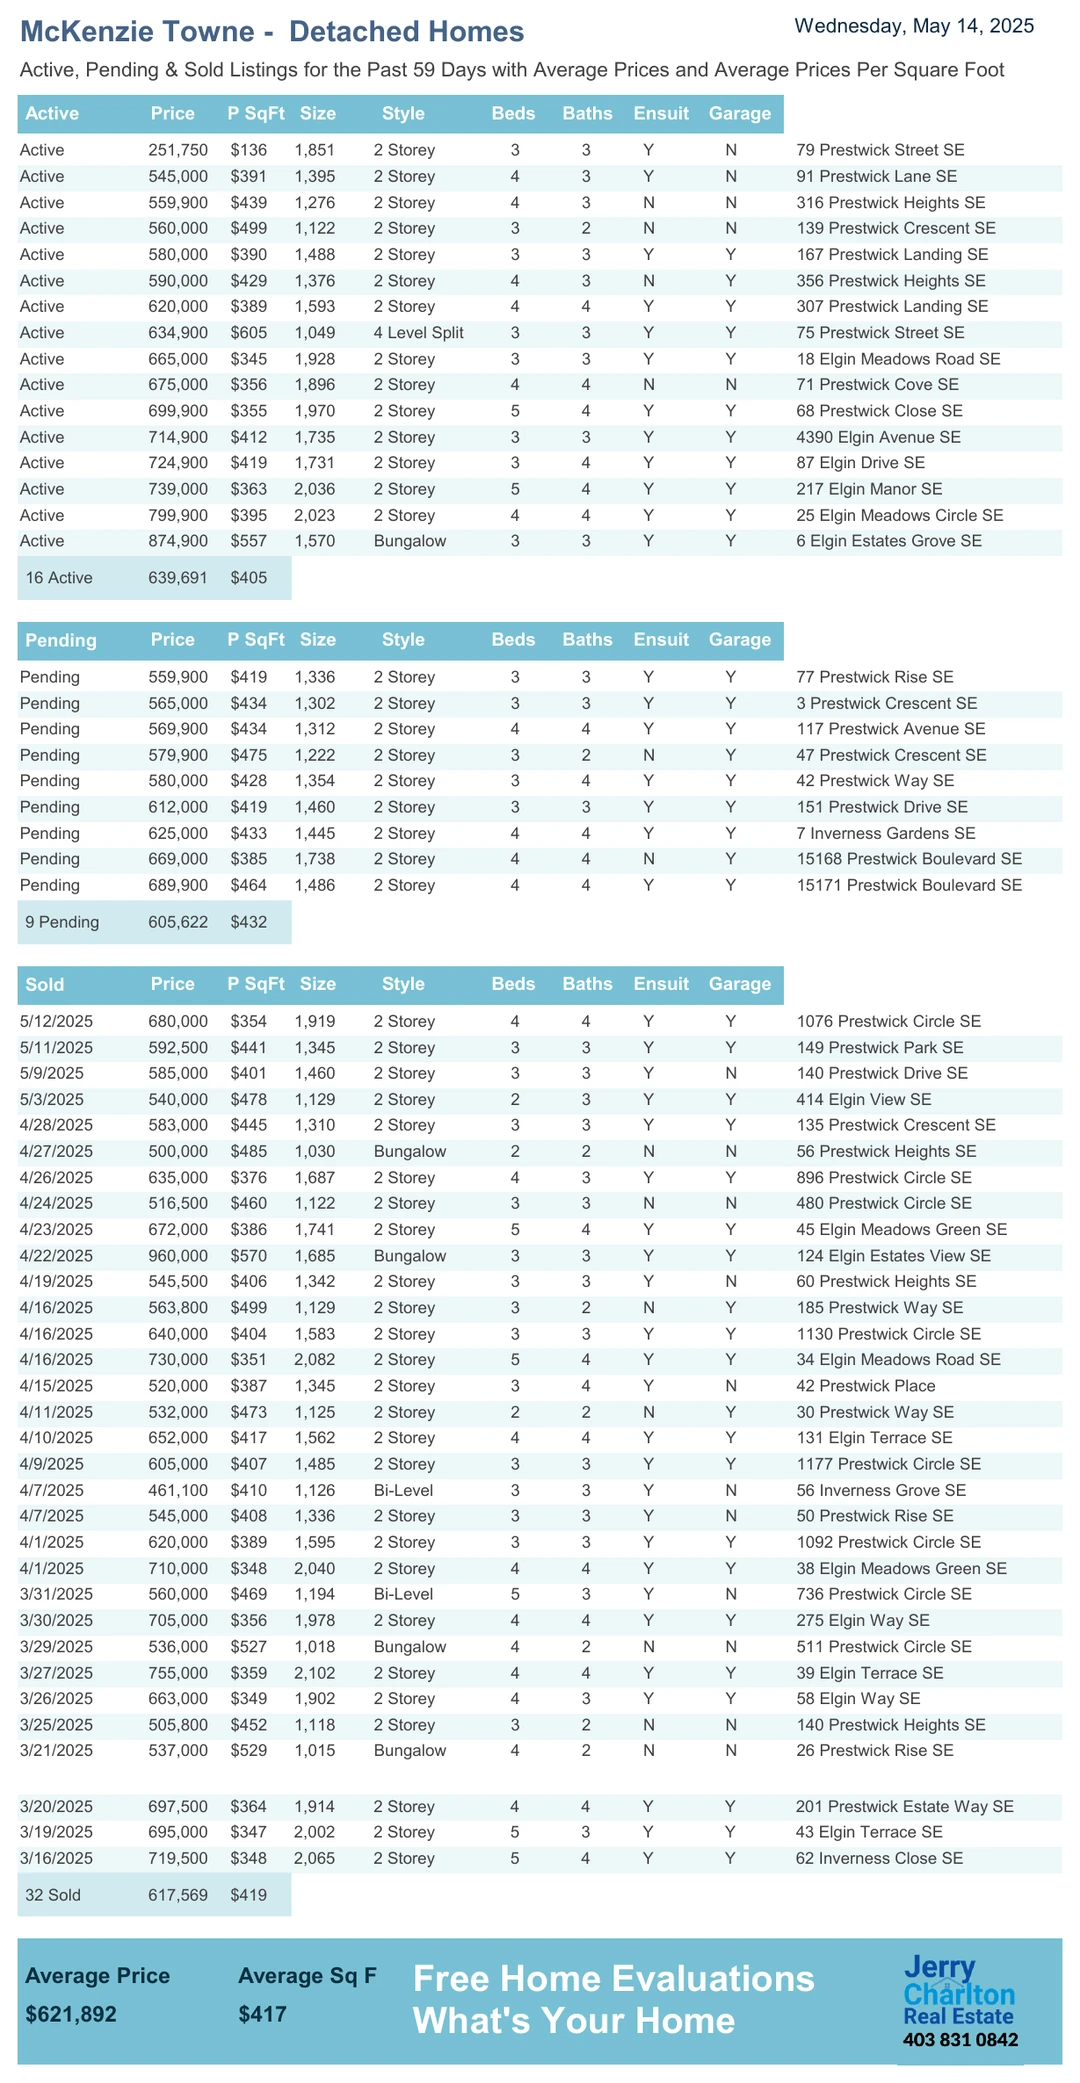 McKenzie Towne - Detached Homes Wednesday, May 14, 2025
Active, Pending & Sold Listings for the Past 59 Days with Average Prices and Average Prices Per Square Foot
Active Price P SqFt Size Style Beds Baths Ensuit Garage
Active 251,750 $136 1,851 2 Storey 3 3 Y N 79 Prestwick Street SE
Active 545,000 $391 1,395 2 Storey 4 3 Y N 91 Prestwick Lane SE
Active 559,900 $439 1,276 2 Storey 4 3 N N 316 Prestwick Heights SE
Active 560,000 $499 1,122 2 Storey 3 2 N N 139 Prestwick Crescent SE
Active 580,000 $390 1,488 2 Storey 3 3 Y Y 167 Prestwick Landing SE
Active 590,000 $429 1,376 2 Storey 4 3 N Y 356 Prestwick Heights SE
Active 620,000 $389 1,593 2 Storey 4 4 Y Y 307 Prestwick Landing SE
Active 634,900 $605 1,049 4 Level Split 3 3 Y Y 75 Prestwick Street SE
Active 665,000 $345 1,928 2 Storey 3 3 Y Y 18 Elgin Meadows Road SE
Active 675,000 $356 1,896 2 Storey 4 4 N N 71 Prestwick Cove SE
Active 699,900 $355 1,970 2 Storey 5 4 Y Y 68 Prestwick Close SE
Active 714,900 $412 1,735 2 Storey 3 3 Y Y 4390 Elgin Avenue SE
Active 724,900 $419 1,731 2 Storey 3 4 Y Y 87 Elgin Drive SE
Active 739,000 $363 2,036 2 Storey 5 4 Y Y 217 Elgin Manor SE
Active 799,900 $395 2,023 2 Storey 4 4 Y Y 25 Elgin Meadows Circle SE
Active 874,900 $557 1,570 Bungalow 3 3 Y Y 6 Elgin Estates Grove SE
16 Active 639,691 $405
Pending Price P SqFt Size Style Beds Baths Ensuit Garage
Pending 559,900 $419 1,336 2 Storey 3 3 Y Y 77 Prestwick Rise SE
Pending 565,000 $434 1,302 2 Storey 3 3 Y Y 3 Prestwick Crescent SE
Pending 569,900 $434 1,312 2 Storey 4 4 Y Y 117 Prestwick Avenue SE
Pending 579,900 $475 1,222 2 Storey 3 2 N Y 47 Prestwick Crescent SE
Pending 580,000 $428 1,354 2 Storey 3 4 Y Y 42 Prestwick Way SE
Pending 612,000 $419 1,460 2 Storey 3 3 Y Y 151 Prestwick Drive SE
Pending 625,000 $433 1,445 2 Storey 4 4 Y Y 7 Inverness Gardens SE
Pending 669,000 $385 1,738 2 Storey 4 4 N Y 15168 Prestwick Boulevard SE
Pending 689,900 $464 1,486 2 Storey 4 4 Y Y 15171 Prestwick Boulevard SE
9 Pending 605,622 $432
Sold Price P SqFt Size Style Beds Baths Ensuit Garage
5/12/2025 680,000 $354 1,919 2 Storey 4 4 Y Y 1076 Prestwick Circle SE
5/11/2025 592,500 $441 1,345 2 Storey 3 3 Y Y 149 Prestwick Park SE
5/9/2025 585,000 $401 1,460 2 Storey 3 3 Y N 140 Prestwick Drive SE
5/3/2025 540,000 $478 1,129 2 Storey 2 3 Y Y 414 Elgin View SE
4/28/2025 583,000 $445 1,310 2 Storey 3 3 Y Y 135 Prestwick Crescent SE
4/27/2025 500,000 $485 1,030 Bungalow 2 2 N N 56 Prestwick Heights SE
4/26/2025 635,000 $376 1,687 2 Storey 4 3 Y Y 896 Prestwick Circle SE
4/24/2025 516,500 $460 1,122 2 Storey 3 3 N N 480 Prestwick Circle SE
4/23/2025 672,000 $386 1,741 2 Storey 5 4 Y Y 45 Elgin Meadows Green SE
4/22/2025 960,000 $570 1,685 Bungalow 3 3 Y Y 124 Elgin Estates View SE
4/19/2025 545,500 $406 1,342 2 Storey 3 3 Y N 60 Prestwick Heights SE
4/16/2025 563,800 $499 1,129 2 Storey 3 2 N Y 185 Prestwick Way SE
4/16/2025 640,000 $404 1,583 2 Storey 3 3 Y Y 1130 Prestwick Circle SE
4/16/2025 730,000 $351 2,082 2 Storey 5 4 Y Y 34 Elgin Meadows Road SE
4/15/2025 520,000 $387 1,345 2 Storey 3 4 Y N 42 Prestwick Place
4/11/2025 532,000 $473 1,125 2 Storey 2 2 N Y 30 Prestwick Way SE
4/10/2025 652,000 $417 1,562 2 Storey 4 4 Y Y 131 Elgin Terrace SE
4/9/2025 605,000 $407 1,485 2 Storey 3 3 Y Y 1177 Prestwick Circle SE
4/7/2025 461,100 $410 1,126 Bi-Level 3 3 Y N 56 Inverness Grove SE
4/7/2025 545,000 $408 1,336 2 Storey 3 3 Y N 50 Prestwick Rise SE
4/1/2025 620,000 $389 1,595 2 Storey 3 3 Y Y 1092 Prestwick Circle SE
4/1/2025 710,000 $348 2,040 2 Storey 4 4 Y Y 38 Elgin Meadows Green SE
3/31/2025 560,000 $469 1,194 Bi-Level 5 3 Y N 736 Prestwick Circle SE
3/30/2025 705,000 $356 1,978 2 Storey 4 4 Y Y 275 Elgin Way SE
3/29/2025 536,000 $527 1,018 Bungalow 4 2 N N 511 Prestwick Circle SE
3/27/2025 755,000 $359 2,102 2 Storey 4 4 Y Y 39 Elgin Terrace SE
3/26/2025 663,000 $349 1,902 2 Storey 4 3 Y Y 58 Elgin Way SE
3/25/2025 505,800 $452 1,118 2 Storey 3 2 N N 140 Prestwick Heights SE
3/21/2025 537,000 $529 1,015 Bungalow 4 2 N N 26 Prestwick Rise SE
3/20/2025 697,500 $364 1,914 2 Storey 4 4 Y Y 201 Prestwick Estate Way SE
3/19/2025 695,000 $347 2,002 2 Storey 5 3 Y Y 43 Elgin Terrace SE
3/16/2025 719,500 $348 2,065 2 Storey 5 4 Y Y 62 Inverness Close SE
32 Sold 617,569 $419
Average Price Average Sq F
$621,892 $417
Free Home Evaluations
What's Your Home
Jerry
Charlton
Real Estate
403 831 0842